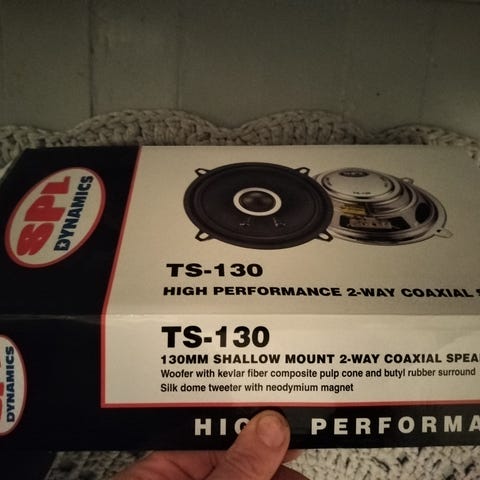 SPL
DYNAMICS
TS-130
HIGH PERFORMANCE 2-WAY COAXIAL
TS-130
130MM SHALLOW MOUNT 2-WAY COAXIAL SPEA
Woofer with kevlar fiber composite pulp cone and butyl rubber surround
Silk dome tweeter with neodymium magnet
DYNAMICS
HIG PERFORMA